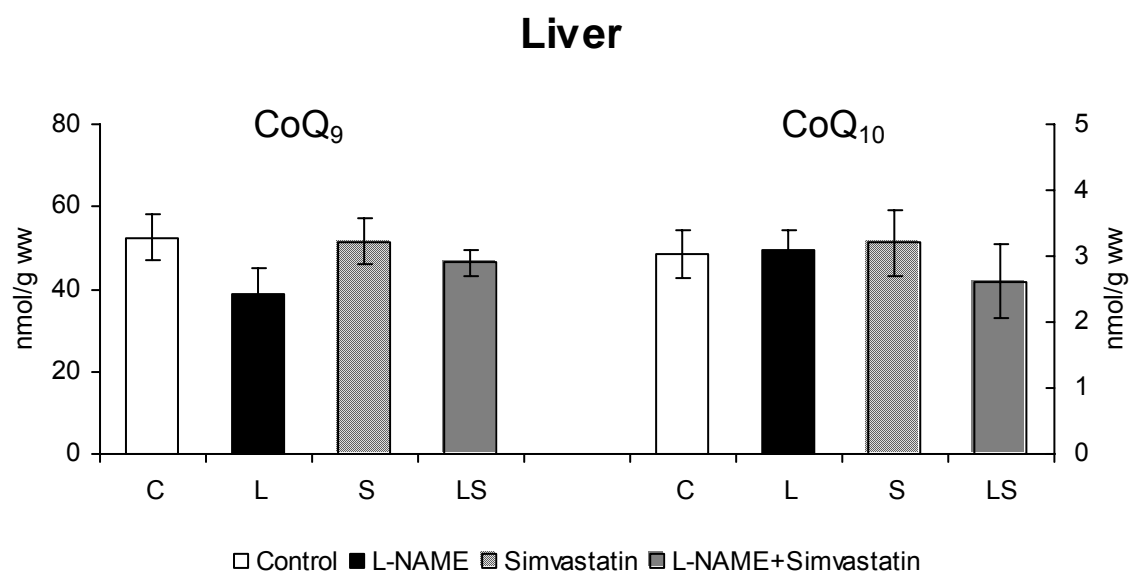 Liver
CoQ₉ CoQ₁₀
80 5
60 4
40 3
20 2
0 1
0
nmol/g ww
nmol/g ww
C L S LS C L S LS
Control L-NAME Simvastatin L-NAME+Simvastatin